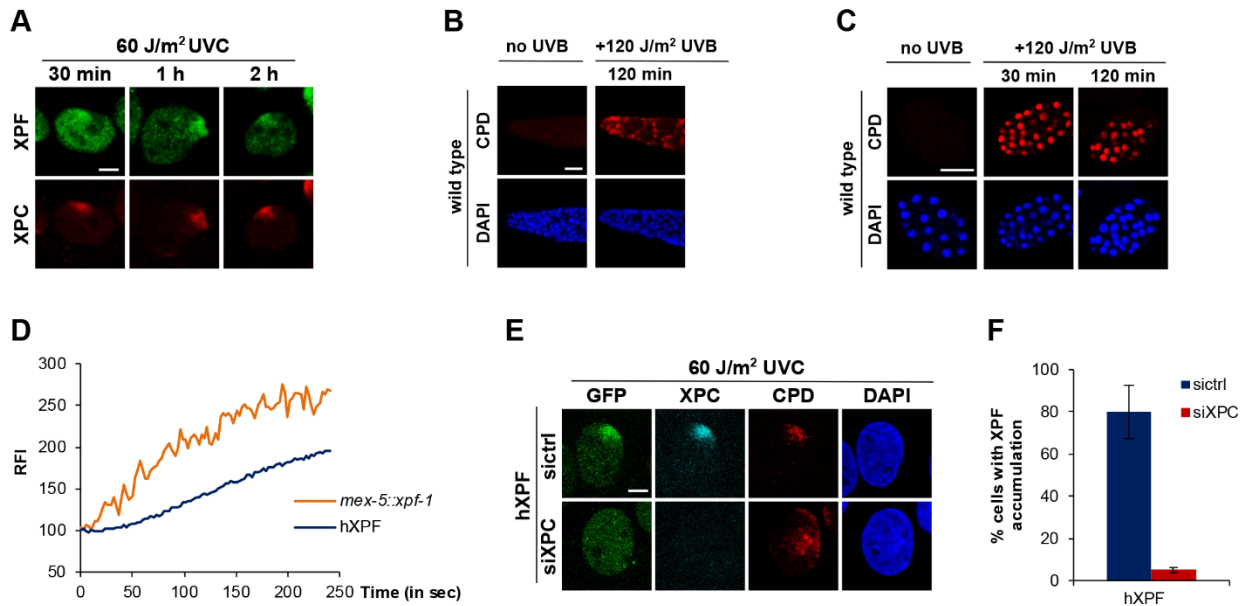 A
60 J/m² UVC
30 min 1 h 2 h
XPF
XPC
B
no UVB +120 J/m² UVB
120 min
wild type
CPD
DAPI
C
no UVB +120 J/m² UVB
30 min 120 min
wild type
CPD
DAPI
D
300
250
200
150
100
50
RFI
0 50 100 150 200 250
Time (in sec)
mex-5::xpf-1
hXPF
E
60 J/m² UVC
GFP XPC CPD DAPI
hXPF
sictrl
siXPC
F
100
80
60
40
20
0
% cells with XPF
accumulation
hXPF
sictrl
siXPC